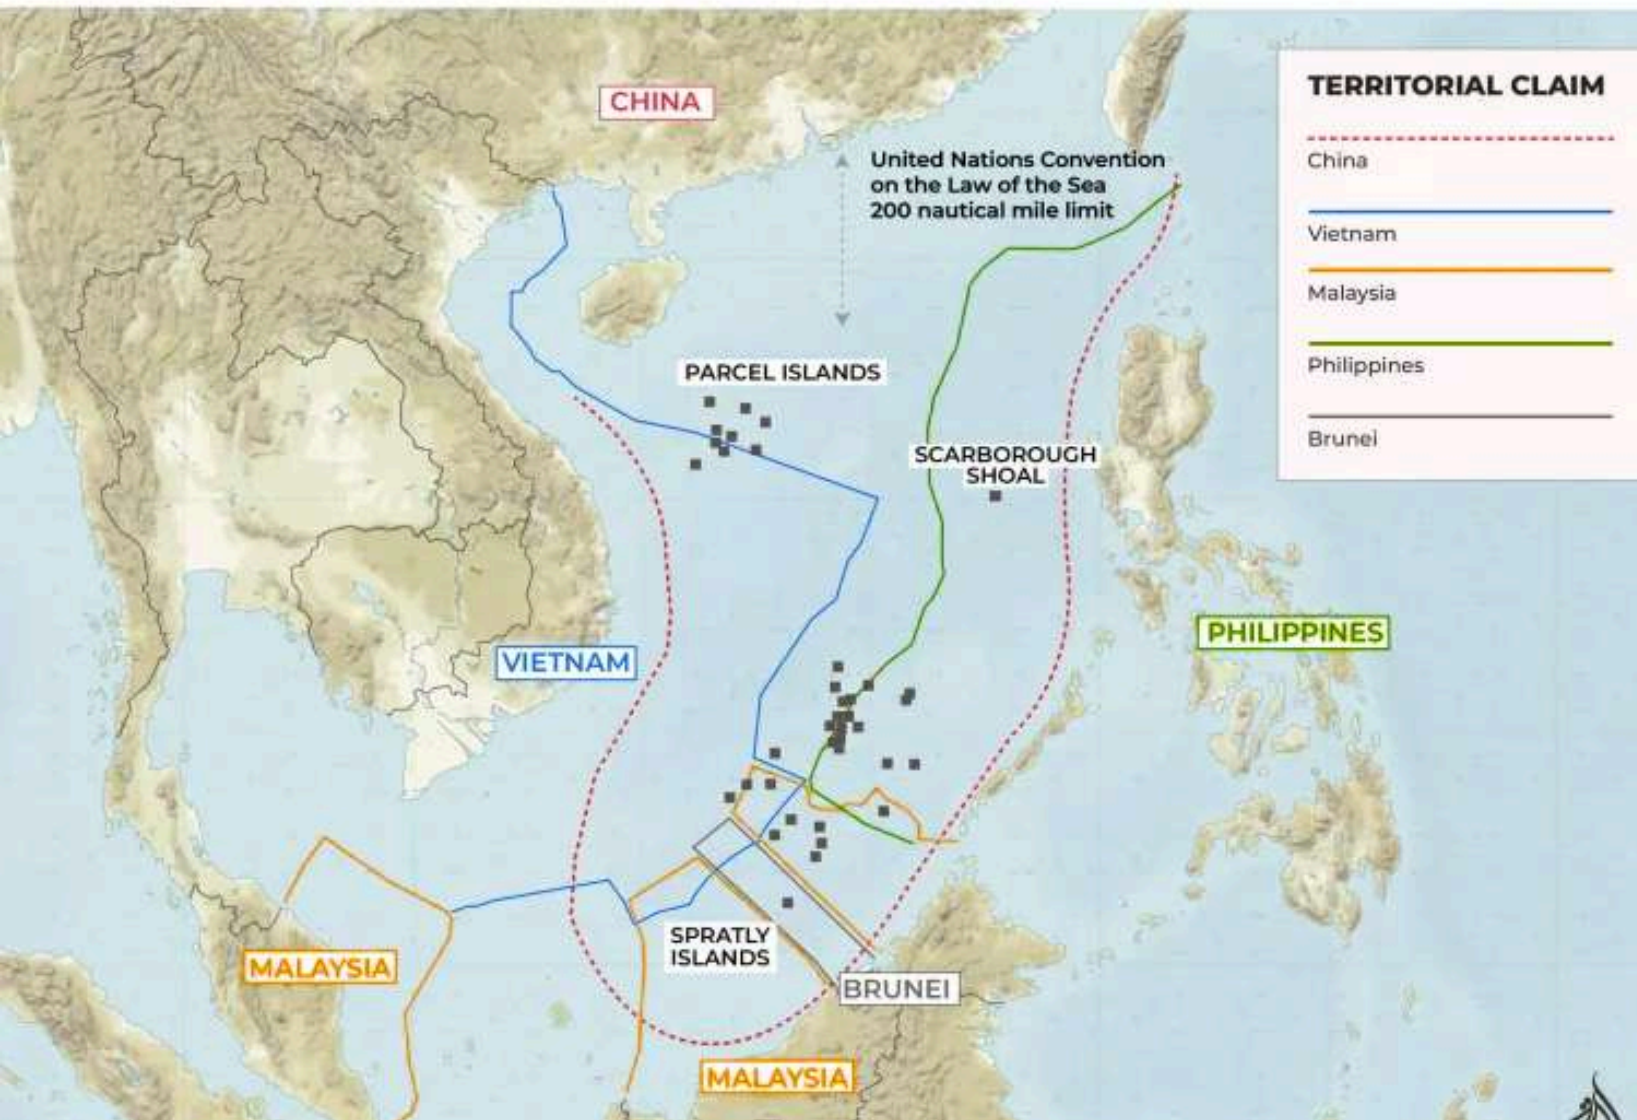 CHINA
United Nations Convention
on the Law of the Sea
200 nautical mile limit
TERRITORIAL CLAIM
China
Vietnam
Malaysia
Philippines
Brunei
PARCEL ISLANDS
SCARBOROUGH
SHOAL
PHILIPPINES
VIETNAM
SPRATLY
ISLANDS
MALAYSIA
BRUNEI
MALAYSIA